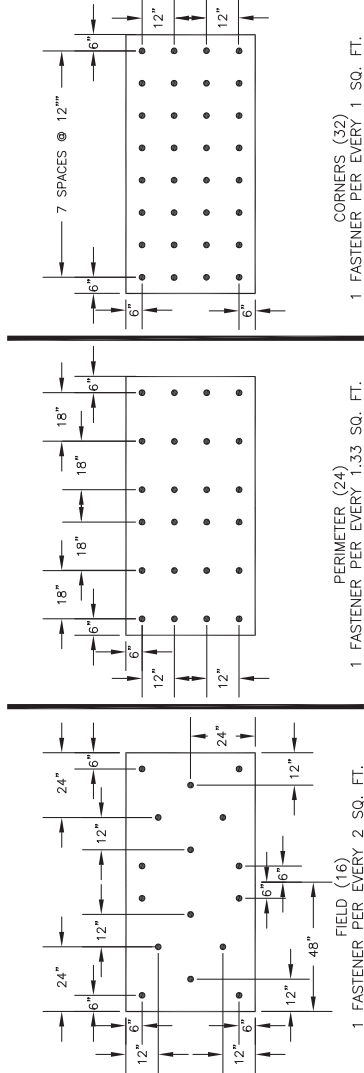 24" 24"
6" 12" 12" 6"
6"
12"
24"
12"
6"
12" 6" 6" 12"
48"
FIELD (16)
1 FASTENER PER EVERY 2 SQ. FT.
18" 18"
18" 18"
6" 6"
6"
12"
12"
PERIMETER (24)
1 FASTENER PER EVERY 1.33 SQ. FT.
7 SPACES @ 12""
6" 6"
6"
12"
12"
6"
CORNERS (32)
1 FASTENER PER EVERY 1 SQ. FT.